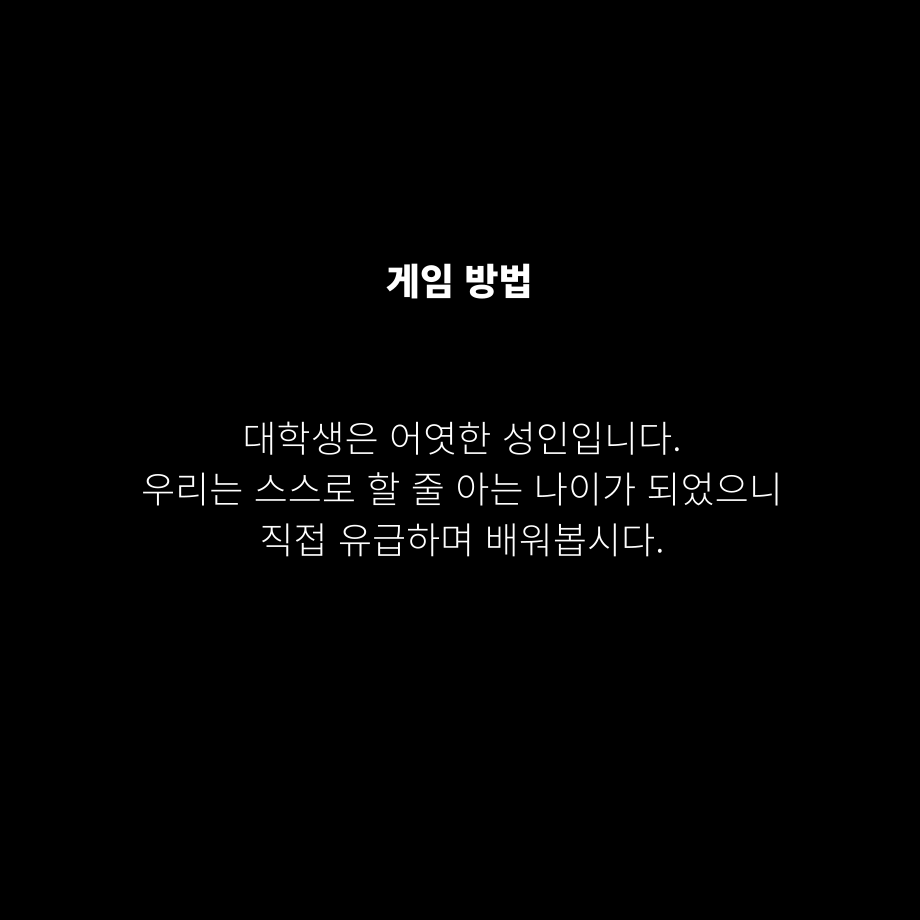 게임 방법
대학생은 어엿한 성인입니다.
우리는 스스로 할 줄 아는 나이가 되었으니
직접 유급하며 배워봅시다.